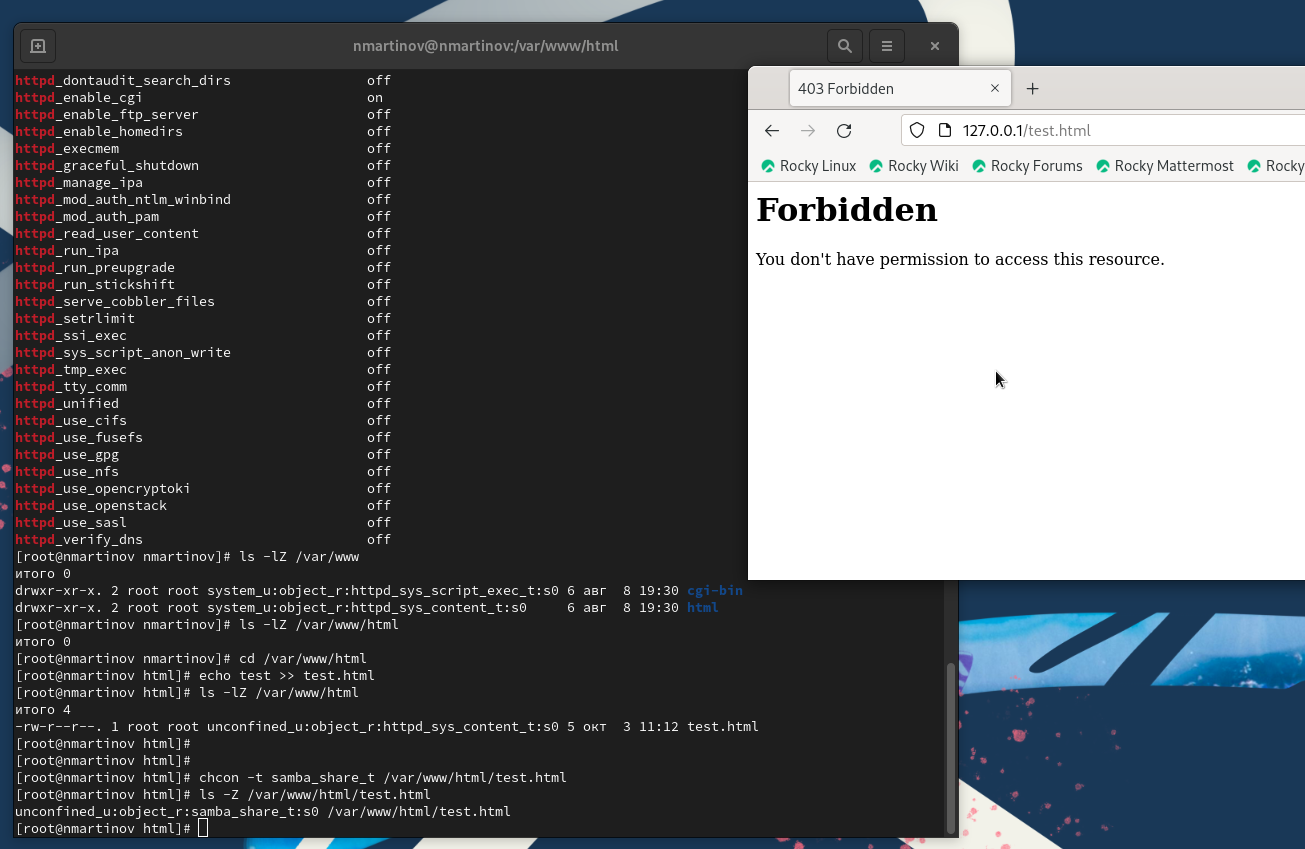 nmartinov@nmartinov:/var/www/html
httpd_dontaudit_search_dirs off
httpd_enable_cgi on
httpd_enable_ftp_server off
httpd_enable_homedirs off
httpd_execmem off
httpd_graceful_shutdown off
httpd_manage_ipa off
httpd_mod_auth_ntlm_winbind off
httpd_mod_auth_pam off
httpd_read_user_content off
httpd_run_ipa off
httpd_run_preupgrade off
httpd_run_stickshift off
httpd_serve_cobbler_files off
httpd_setrlimit off
httpd_ssi_exec off
httpd_sys_script_anon_write off
httpd_tmp_exec off
httpd_tty_comm off
httpd_unified off
httpd_use_cifs off
httpd_use_fusefs off
httpd_use_gpg off
httpd_use_nfs off
httpd_use_opencryptoki off
httpd_use_openstack off
httpd_use_sasl off
httpd_verify_dns off
[root@nmartinov nmartinov]# ls -lZ /var/www
итого 0
drwxr-xr-x. 2 root root system_u:object_r:httpd_sys_script_exec_t:s0 6 авг  8 19:30 cgi-bin
drwxr-xr-x. 2 root root system_u:object_r:httpd_sys_content_t:s0     6 авг  8 19:30 html
[root@nmartinov nmartinov]# ls -lZ /var/www/html
итого 0
[root@nmartinov nmartinov]# cd /var/www/html
[root@nmartinov html]# echo test >> test.html
[root@nmartinov html]# ls -lZ /var/www/html
итого 4
-rw-r--r--. 1 root root unconfined_u:object_r:httpd_sys_content_t:s0 5 окт  3 11:12 test.html
[root@nmartinov html]#
[root@nmartinov html]#
[root@nmartinov html]# chcon -t samba_share_t /var/www/html/test.html
[root@nmartinov html]# ls -Z /var/www/html/test.html
unconfined_u:object_r:samba_share_t:s0 /var/www/html/test.html
[root@nmartinov html]#
403 Forbidden
127.0.0.1/test.html
Rocky Linux Rocky Wiki Rocky Forums Rocky Mattermost Rocky
Forbidden
You don't have permission to access this resource.